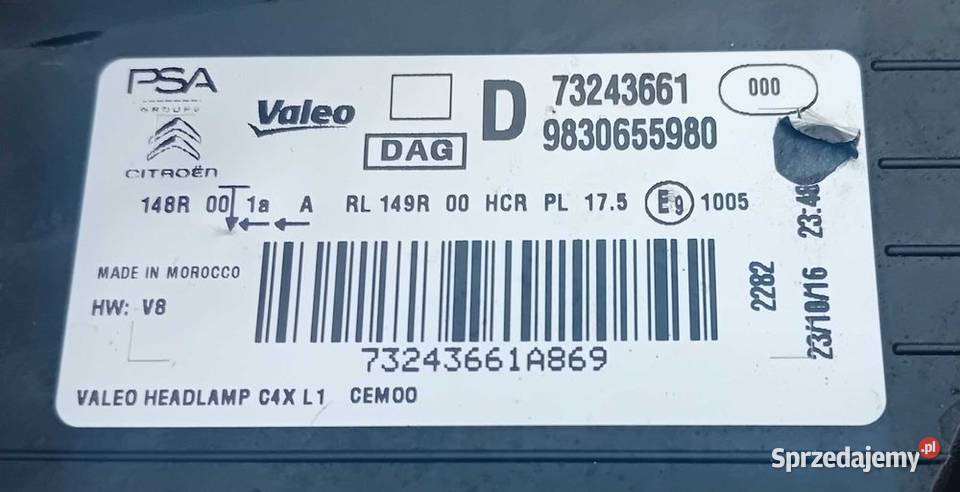 PSA
GROUPE
CITROËN
Valeo
DAG
D
73243661
9830655980
000
148R 00 1a A RL 149R 00 HCR PL 17.5 E9 1005
MADE IN MOROCCO
HW: V8
2282
23/10/16 23:48
73243661A869
VALEO HEADLAMP C4X L1 CEM00
Sprzedajemy.pl